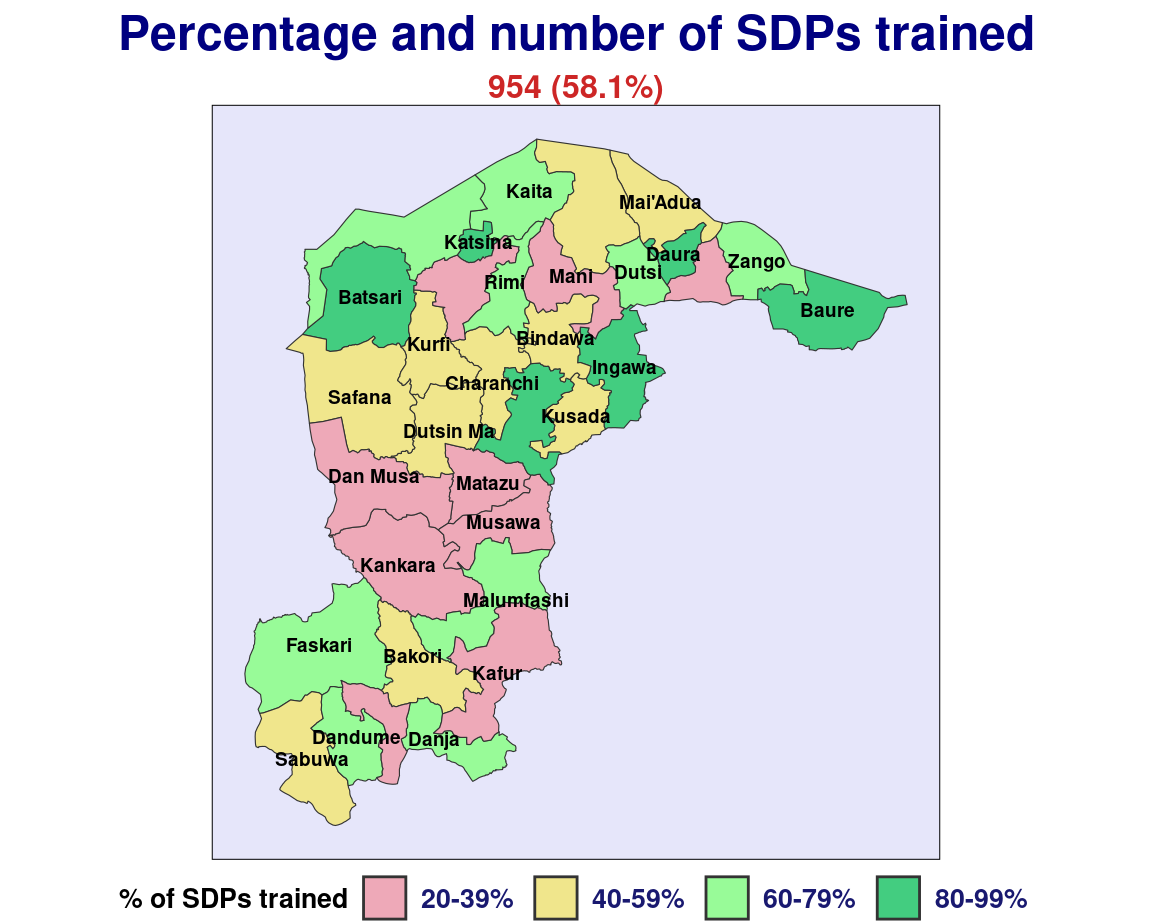 Percentage and number of SDPs trained
954 (58.1%)
Kaita
Mai'Adua
Katsina
Daura
Zango
Dutsi
Mani
Rimi
Batsari
Baure
Bindawa
Kurfi
Ingawa
Charanchi
Safana
Kusada
Dutsin Ma
Dan Musa
Matazu
Musawa
Kankara
Malumfashi
Faskari
Bakori
Kafur
Dandume
Danja
Sabuwa
% of SDPs trained 20-39% 40-59% 60-79% 80-99%